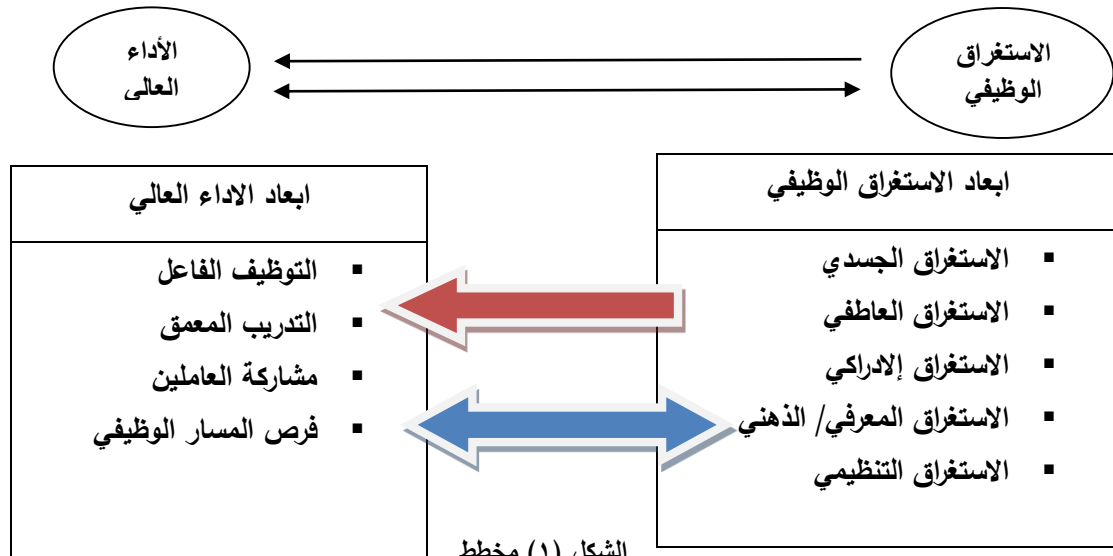 الاستغراق
الوظيفي
الأداء
العالي
ابعاد الاستغراق الوظيفي
▪ الاستغراق الجسدي
▪ الاستغراق العاطفي
▪ الاستغراق إلادراكي
▪ الاستغراق المعرفي/ الذهني
▪ الاستغراق التنظيمي
ابعاد الاداء العالي
▪ التوظيف الفاعل
▪ التدريب المعمق
▪ مشاركة العاملين
▪ فرص المسار الوظيفي
الشكل (١) مخطط